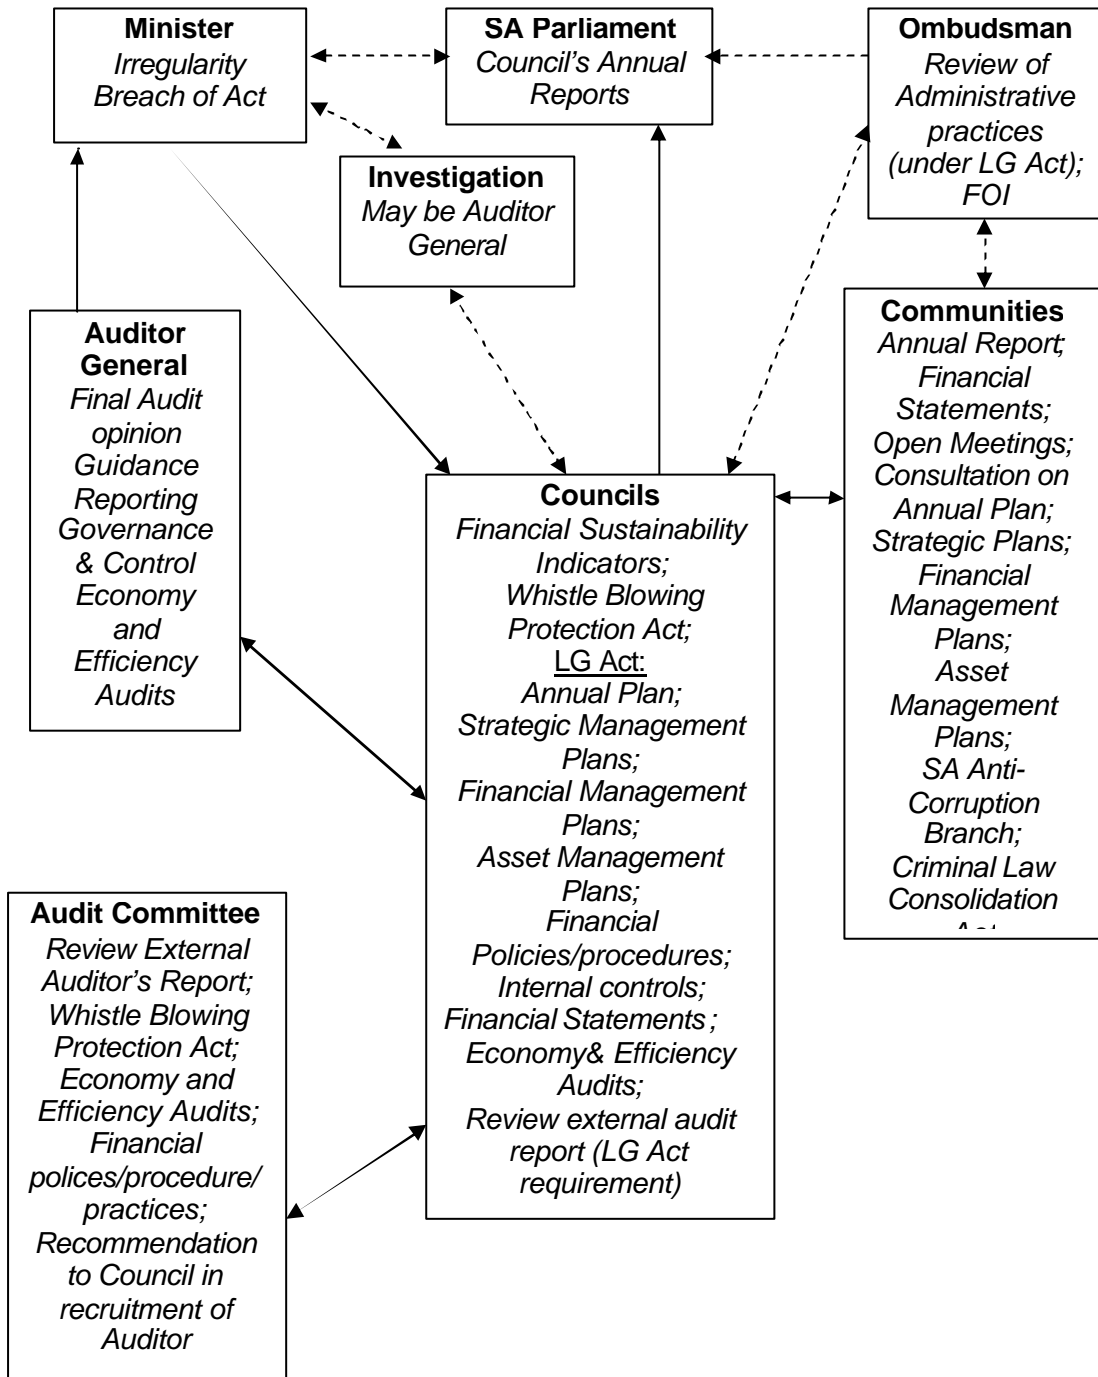 Minister
Irregularity
Breach of Act
SA Parliament
Council's Annual
Reports
Ombudsman
Review of
Administrative
practices
(under LG Act);
FOI
Investigation
May be Auditor
General
Auditor
General
Final Audit
opinion
Guidance
Reporting
Governance
& Control
Economy
and
Efficiency
Audits
Communities
Annual Report;
Financial
Statements;
Open Meetings;
Consultation on
Annual Plan;
Strategic Plans;
Financial
Management
Plans;
Asset
Management
Plans;
SA Anti-
Corruption
Branch;
Criminal Law
Consolidation
Councils
Financial Sustainability
Indicators;
Whistle Blowing
Protection Act;
LG Act:
Annual Plan;
Strategic Management
Plans;
Financial Management
Plans;
Asset Management
Plans;
Financial
Policies/procedures;
Internal controls;
Financial Statements;
Economy& Efficiency
Audits;
Review external audit
report (LG Act
requirement)
Audit Committee
Review External
Auditor's Report;
Whistle Blowing
Protection Act;
Economy and
Efficiency Audits;
Financial
polices/procedure/
practices;
Recommendation
to Council in
recruitment of
Auditor